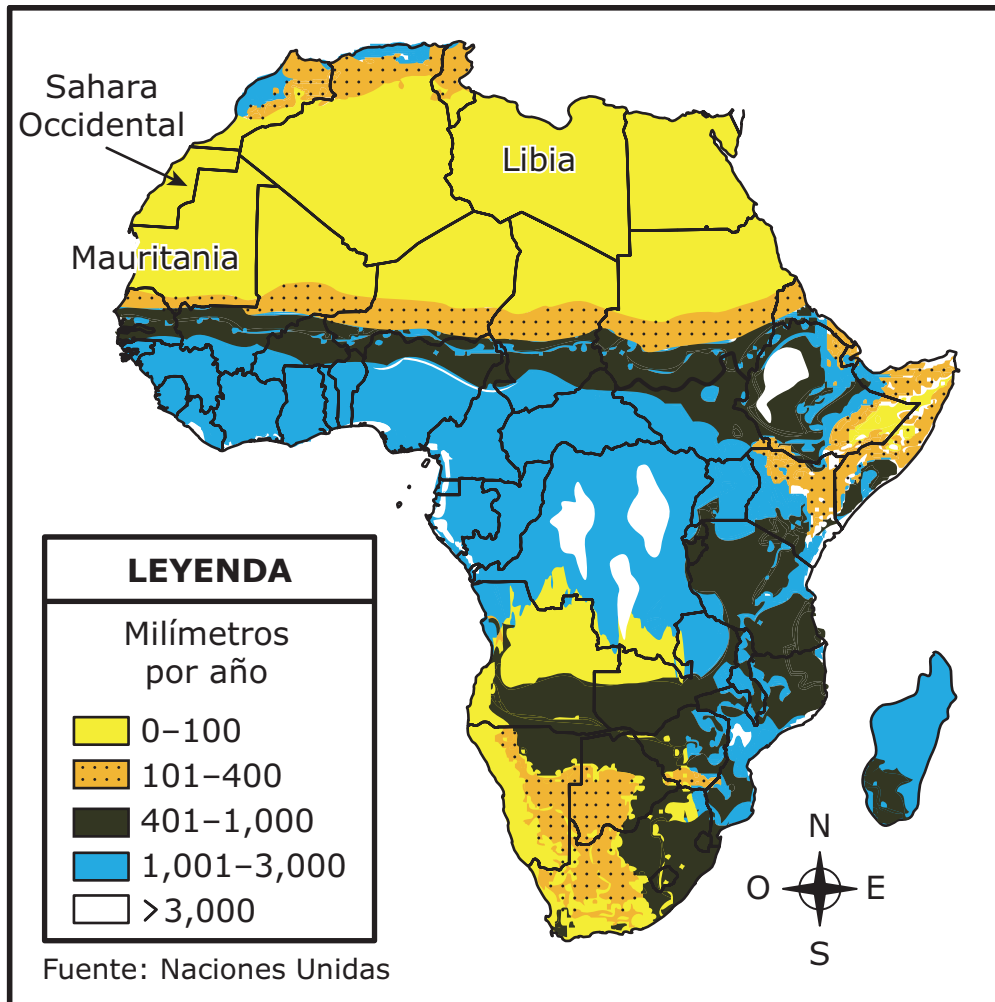 Sahara
Occidental
Libia
Mauritania
LEYENDA
Milímetros
por año
0–100
101–400
401–1,000
1,001–3,000
>3,000
N
O E
S
Fuente: Naciones Unidas